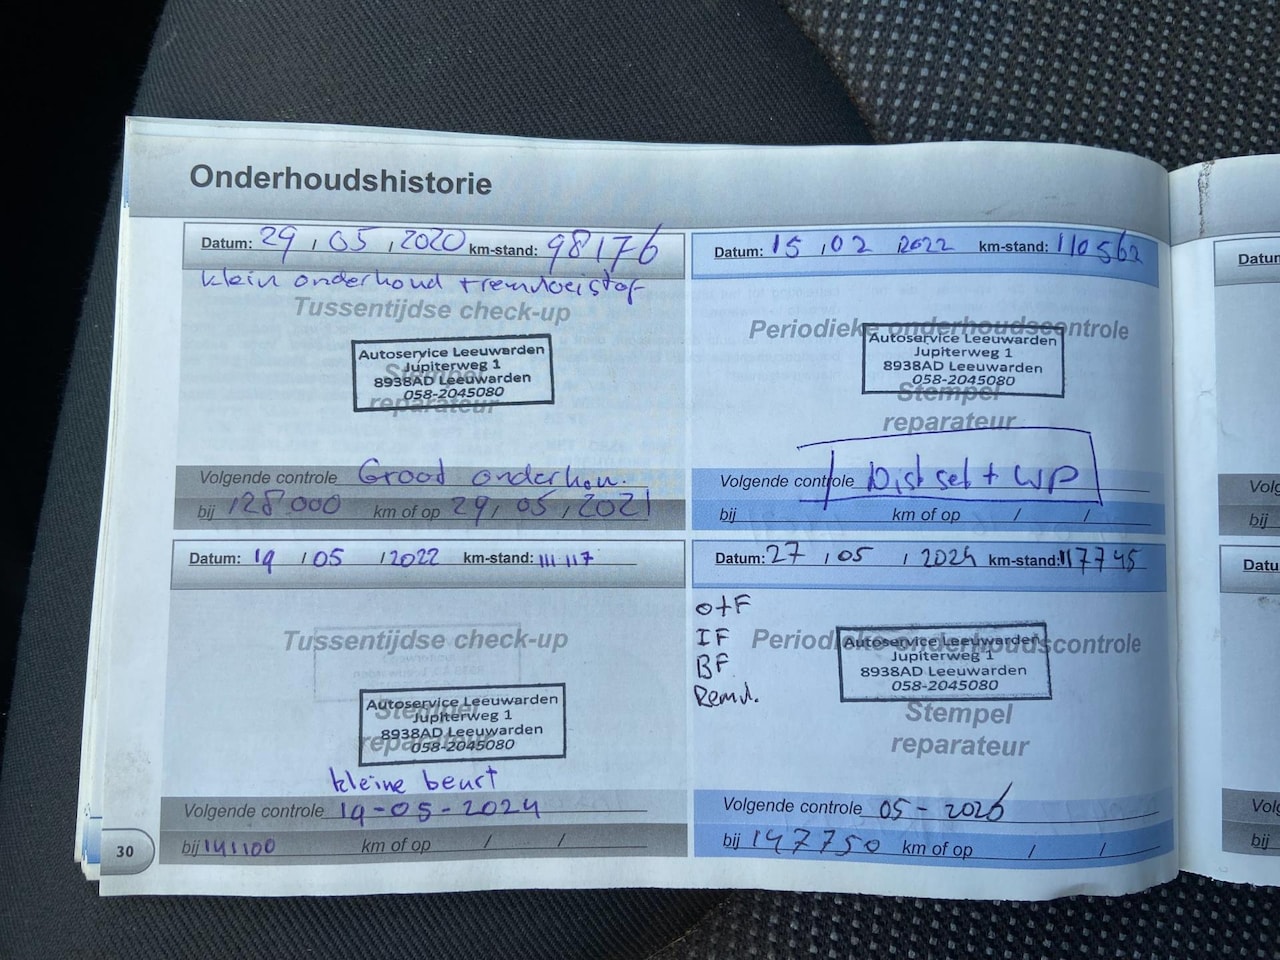 Onderhoudshistorie
Datum: 29 / 05 / 2020 km-stand: 98176
klein onderhoud + remvloeistof
Tussentijdse check-up
Stempel
reparateur
Autoservice Leeuwarden
Jupiterweg 1
8938AD Leeuwarden
058-2045080
Volgende controle Groot onderhou.
bij 128000 km of op 29 / 05 / 2021
Datum: 15 / 02 / 2022 km-stand: 110562
Periodieke onderhoudscontrole
Autoservice Leeuwarden
Jupiterweg 1
8938AD Leeuwarden
058-2045080
Stempel
reparateur
Volgende controle Dist set + WP
bij km of op / /
Datum: 19 / 05 / 2022 km-stand: 111117
Tussentijdse check-up
Stempel
reparateur
Autoservice Leeuwarden
Jupiterweg 1
8938AD Leeuwarden
058-2045080
kleine beurt
Volgende controle 19-05-2024
bij 141100 km of op / /
Datum: 27 / 05 / 2024 km-stand: 117745
O+F
IF
BF
Remvl.
Periodieke onderhoudscontrole
Autoservice Leeuwarden
Jupiterweg 1
8938AD Leeuwarden
058-2045080
Stempel
reparateur
Volgende controle 05-2026
bij 147750 km of op / /
30
bij
bij